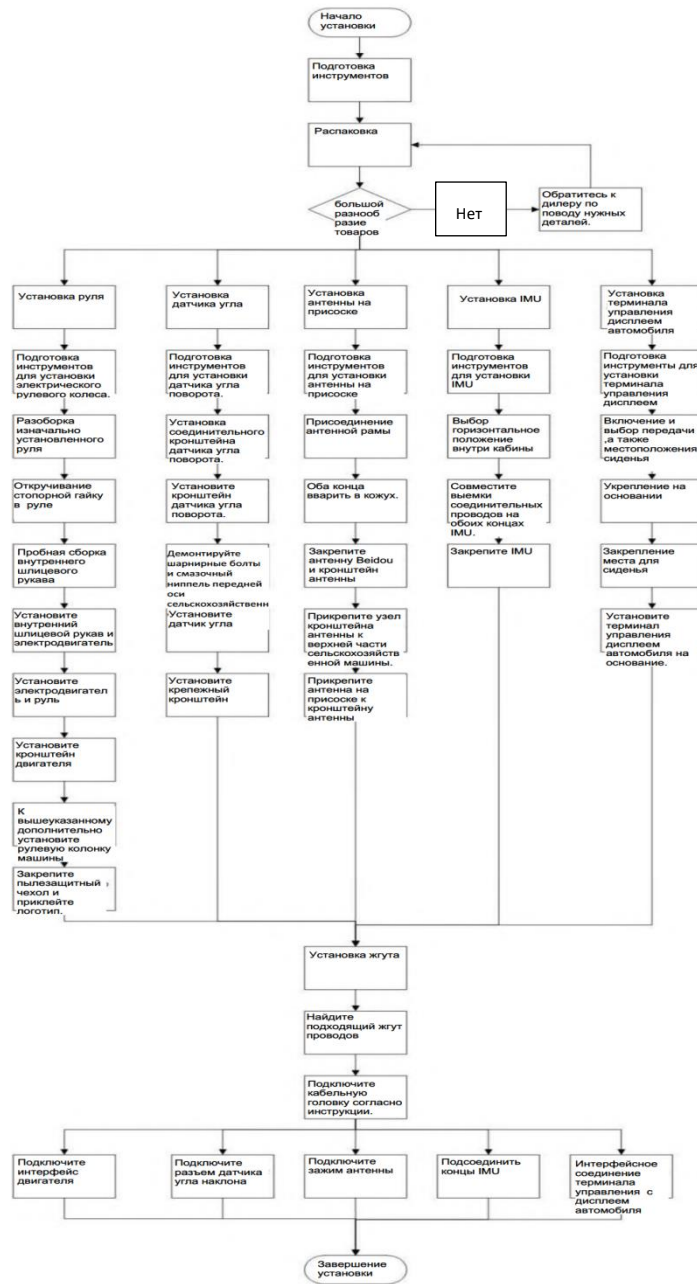 Начало
установки
Подготовка
инструментов
Распаковка
большой
разнооб
разие
товаров
Нет
Обратитесь к
дилеру по
поводу нужных
деталей.
Установка руля
Подготовка
инструментов
для установки
электрического
рулевого колеса.
Разоборка
изначально
установленного
руля
Откручивание
стопорной гайку
в руле
Пробная сборка
внутреннего
шлицевого
рукава
Установите
внутренний
шлицевой рукав и
электродвигатель
Установите
электродвигател
ь и руль
Установите
кронштейн
двигателя
К
вышеуказанному
дополнительно
установите
рулевую колонку
машины
Закрепите
пылезащитный
чехол и
приклейте
логотип.
Установка
датчика угла
Подготовка
инструментов
для установки
датчика угла
поворота.
Установка
соединительного
кронштейна
датчика угла
поворота.
Установите
кронштейн
датчика угла
поворота.
Демонтируйте
шарнирные болты
и смазочный
ниппель передней
оси
сельскохозяйственн
Установите
датчик угла
Установите
крепежный
кронштейн
Установка
антенны на
присоске
Подготовка
инструментов
для установки
антенны на
присоске
Присоединение
антенной рамы
Оба конца
вварить в кожух.
Закрепите
антенну Beidou
и кронштейн
антенны
Прикрепите узел
кронштейна
антенны к
верхней части
сельскохозяйств
енной машины.
Прикрепите
антенна на
присоске к
кронштейну
антенны
Установка IMU
Подготовка
инструментов
для установки
IMU
Выбор
горизонтальное
положение
внутри кабины
Совместите
выемки
соединительных
проводов на
обоих концах
IMU.
Закрепите IMU
Установка
терминала
управления
дисплеем
автомобиля
Подготовка
инструменты для
установки
терминала
управления
дисплеем
Включение и
выбор передачи
,а также
местоположения
сиденья
Укрепление на
основании
Закрепление
места для
сиденья
Установите
терминал
управления
дисплеем
автомобиля на
основание.
Установка жгута
Найдите
подходящий жгут
проводов
Подключите
кабельную
головку согласно
инструкции.
Подключите
интерфейс
двигателя
Подключите
разъем датчика
угла наклона
Подключите
зажим антенны
Подсоединить
концы IMU
Интерфейсное
соединение
терминала
управления с
дисплеем
автомобиля
Завершение
установки